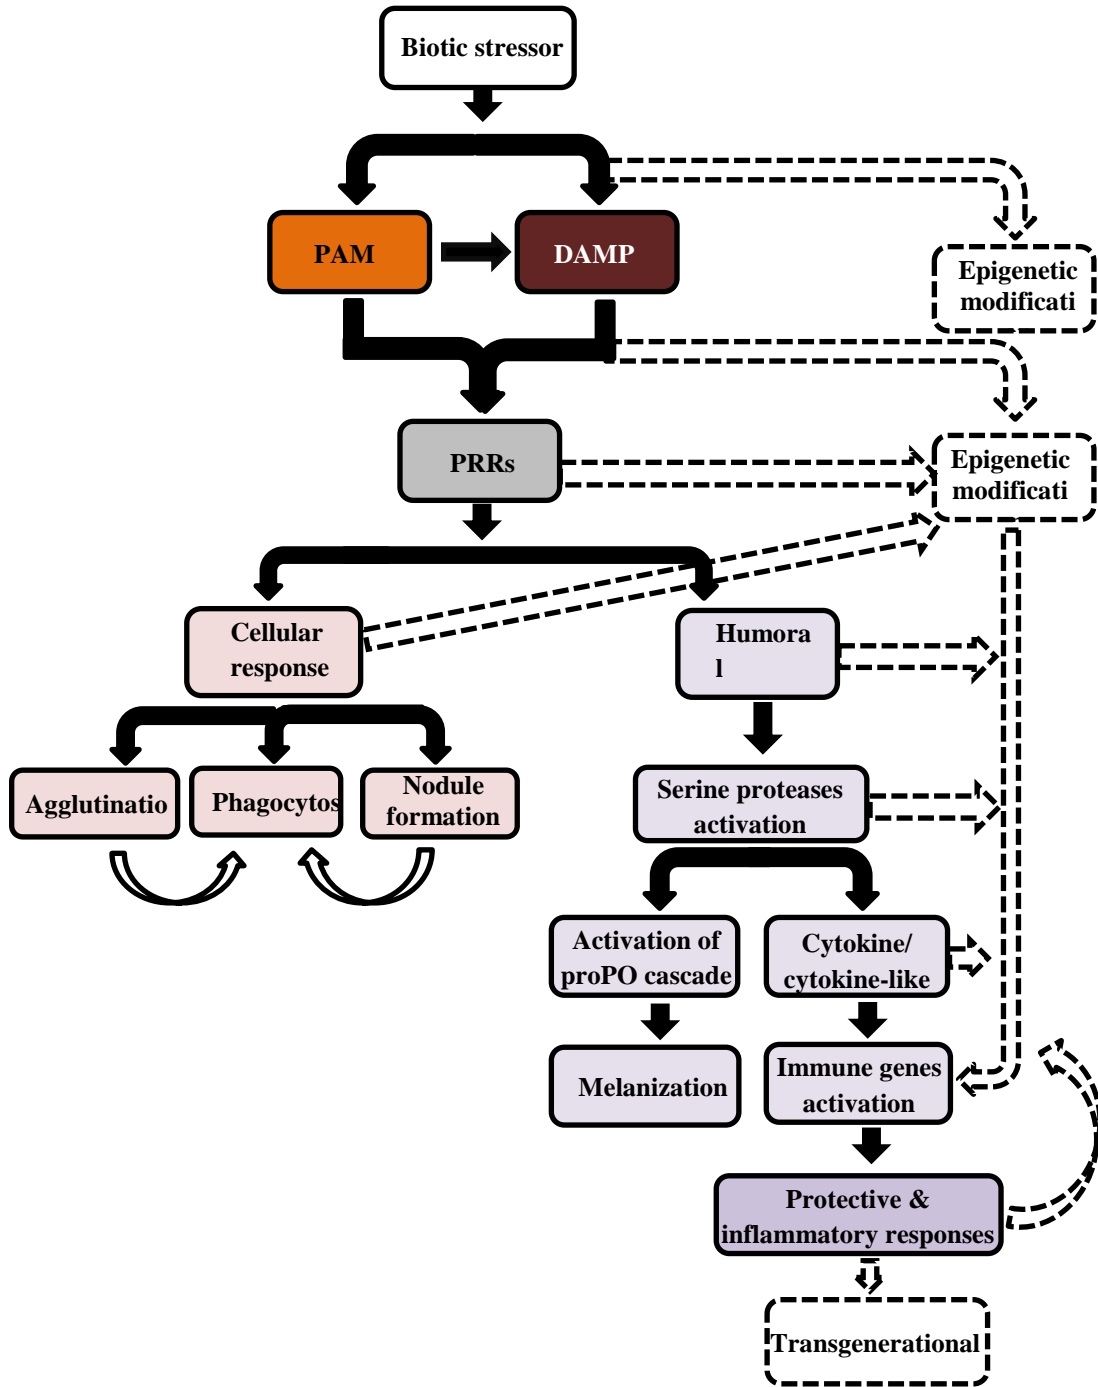 Biotic stressor
PAM
DAMP
Epigenetic
modificati
PRRs
Epigenetic
modificati
Cellular
response
Humora
l
Agglutinatio
Phagocytos
Nodule
formation
Serine proteases
activation
Activation of
proPO cascade
Cytokine/
cytokine-like
Melanization
Immune genes
activation
Protective &
inflammatory responses
Transgenerational